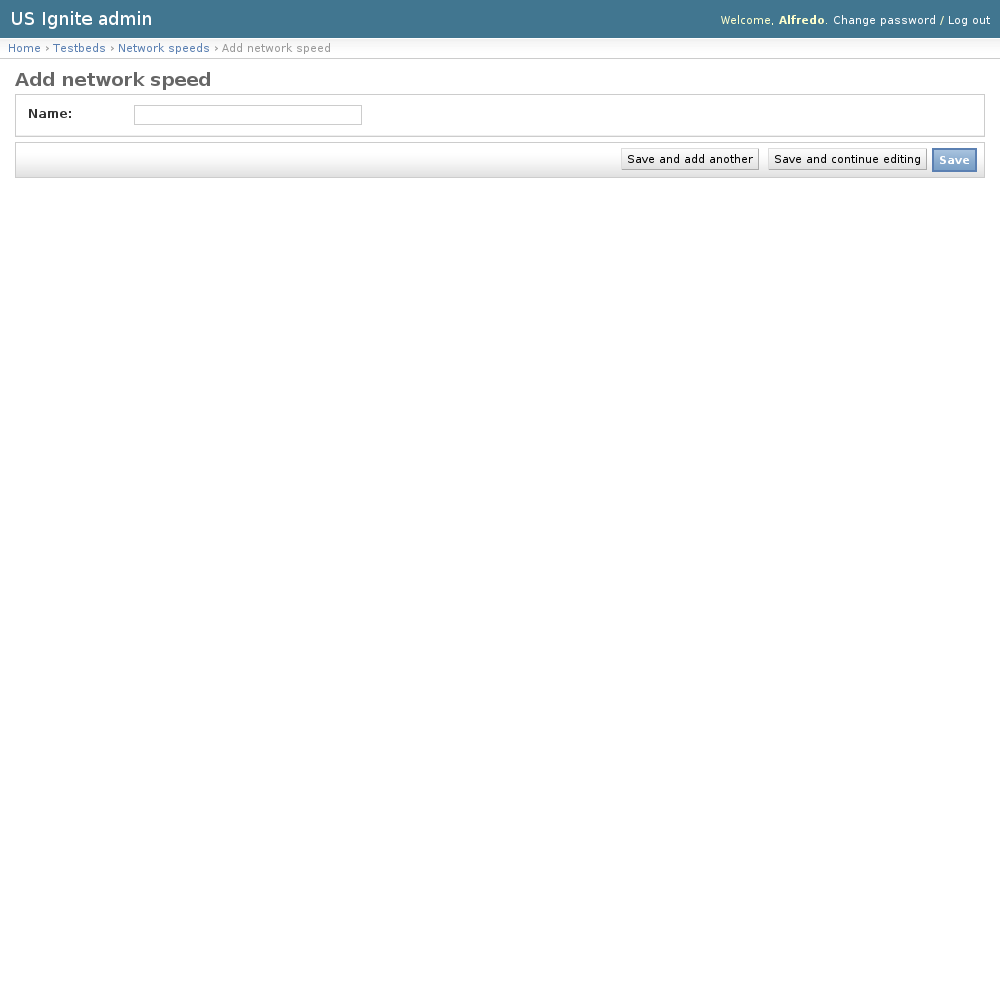 US Ignite admin
Welcome, Alfredo. Change password / Log out
Home › Testbeds › Network speeds › Add network speed
Add network speed
Name:
Save and add another Save and continue editing Save